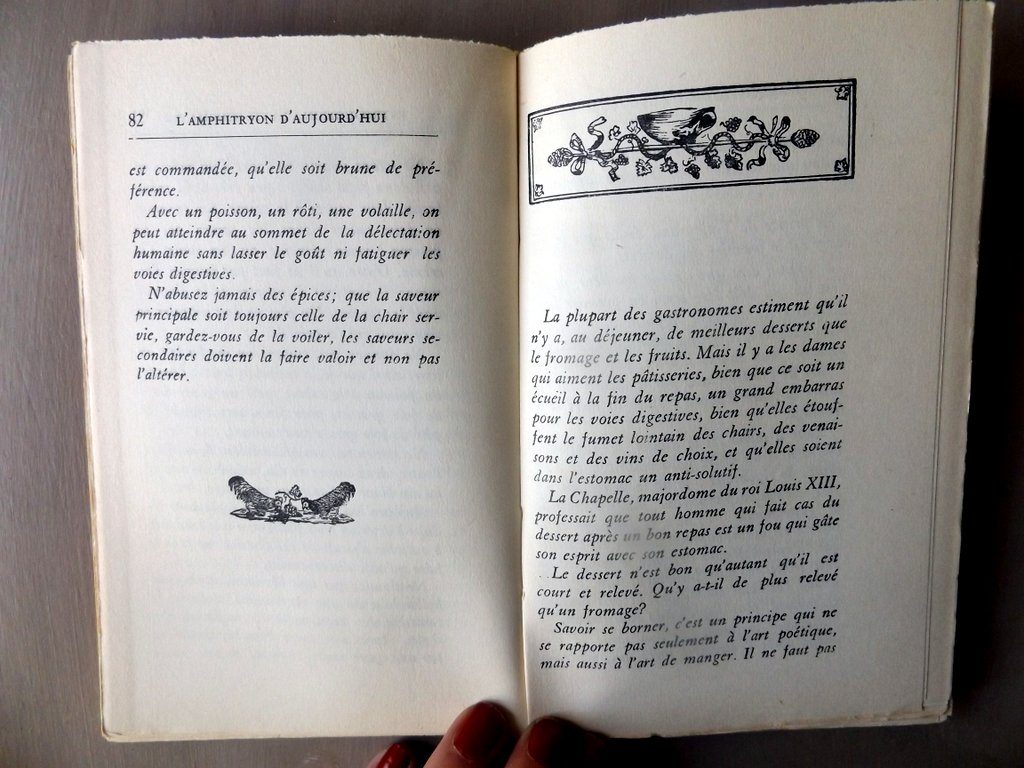 82 L'AMPHITRYON D'AUJOURD'HUI
est commandée, qu'elle soit brune de pré-
férence.
Avec un poisson, un rôti, une volaille, on
peut atteindre au sommet de la délectation
humaine sans lasser le goût ni fatiguer les
voies digestives.
N'abusez jamais des épices; que la saveur
principale soit toujours celle de la chair ser-
vie, gardez-vous de la voiler, les saveurs se-
condaires doivent la faire valoir et non pas
l'altérer.
La plupart des gastronomes estiment qu'il
n'y a, au déjeuner, de meilleurs desserts que
le fromage et les fruits. Mais il y a les dames
qui aiment les pâtisseries, bien que ce soit un
écueil à la fin du repas, un grand embarras
pour les voies digestives, bien qu'elles étouf-
fent le fumet lointain des chairs, des venai-
sons et des vins de choix, et qu'elles soient
dans l'estomac un anti-solutif.
La Chapelle, majordome du roi Louis XIII,
professait que tout homme qui fait cas du
dessert après un bon repas est un fou qui gâte
son esprit avec son estomac.
Le dessert n'est bon qu'autant qu'il est
court et relevé. Qu'y a-t-il de plus relevé
qu'un fromage?
Savoir se borner, c'est un principe qui ne
se rapporte pas seulement à l'art poétique,
mais aussi à l'art de manger. Il ne faut pas